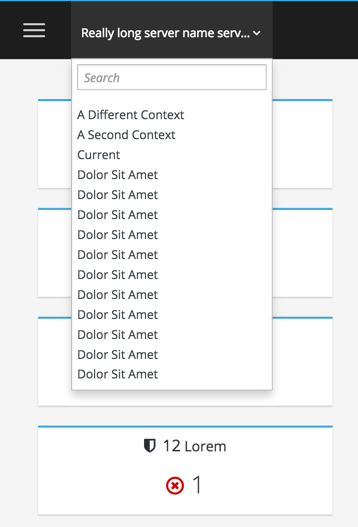 Really long server name serv...
Search
A Different Context
A Second Context
Current
Dolor Sit Amet
Dolor Sit Amet
Dolor Sit Amet
Dolor Sit Amet
Dolor Sit Amet
Dolor Sit Amet
Dolor Sit Amet
Dolor Sit Amet
Dolor Sit Amet
Dolor Sit Amet
Dolor Sit Amet
12 Lorem
1